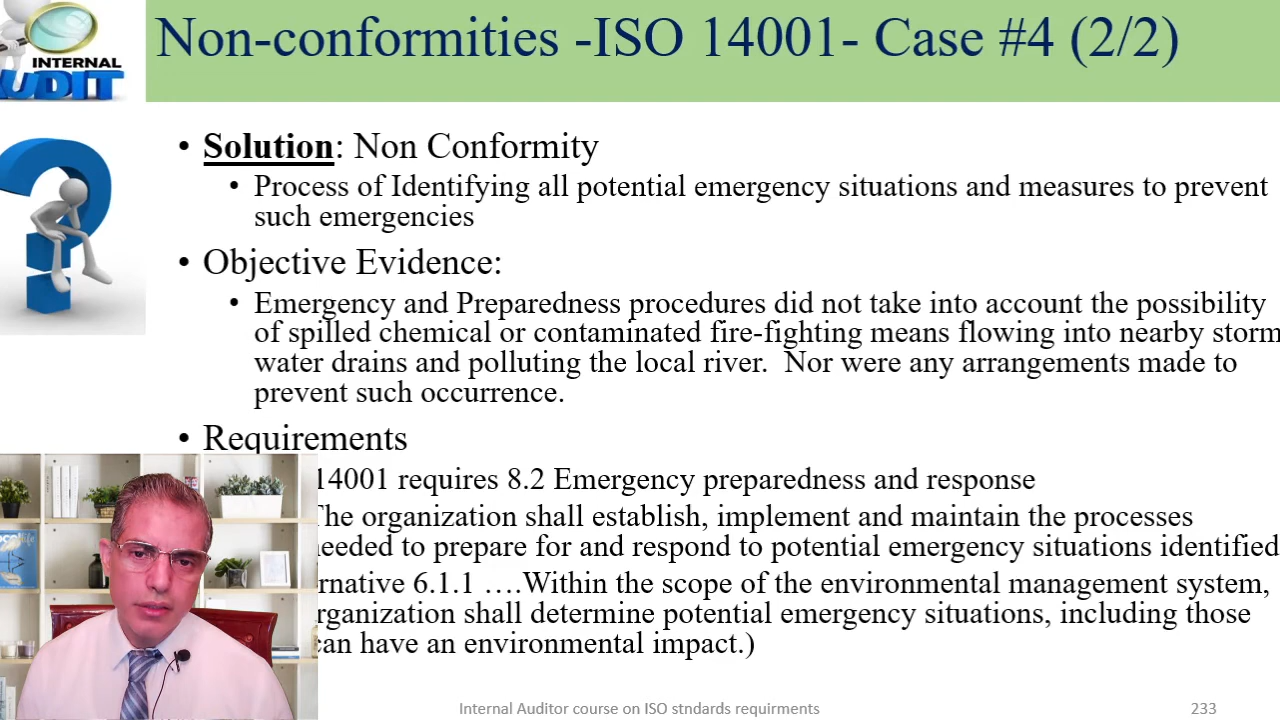 Non-conformities -ISO 14001- Case #4 (2/2)
INTERNAL
AUDIT
• Solution: Non Conformity
• Process of Identifying all potential emergency situations and measures to prevent
such emergencies
• Objective Evidence:
• Emergency and Preparedness procedures did not take into account the possibility
of spilled chemical or contaminated fire-fighting means flowing into nearby storm
water drains and polluting the local river. Nor were any arrangements made to
prevent such occurrence.
• Requirements
14001 requires 8.2 Emergency preparedness and response
The organization shall establish, implement and maintain the processes
needed to prepare for and respond to potential emergency situations identified
6.1.1 ….Within the scope of the environmental management system,
shall determine potential emergency situations, including those
can have an environmental impact.)
Internal Auditor course on ISO stndards requirments
233